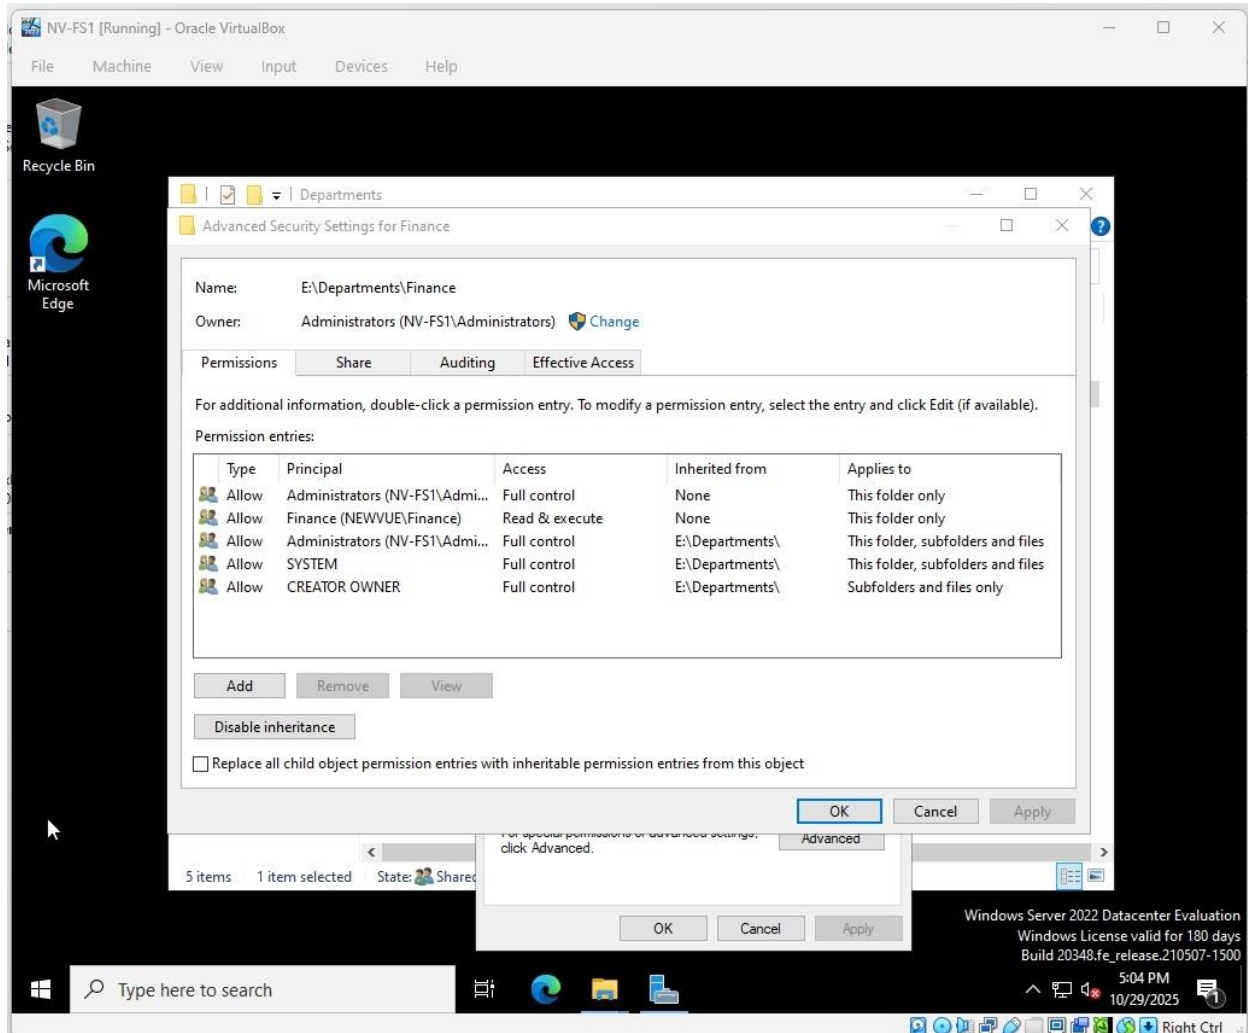 NV-FS1 [Running] - Oracle VirtualBox
File Machine View Input Devices Help
Recycle Bin
Microsoft
Edge
Departments
Advanced Security Settings for Finance
Name: E:\Departments\Finance
Owner: Administrators (NV-FS1\Administrators) Change
Permissions Share Auditing Effective Access
For additional information, double-click a permission entry. To modify a permission entry, select the entry and click Edit (if available).
Permission entries:
Type Principal Access Inherited from Applies to
Allow Administrators (NV-FS1\Admi... Full control None This folder only
Allow Finance (NEWVUE\Finance) Read & execute None This folder only
Allow Administrators (NV-FS1\Admi... Full control E:\Departments\ This folder, subfolders and files
Allow SYSTEM Full control E:\Departments\ This folder, subfolders and files
Allow CREATOR OWNER Full control E:\Departments\ Subfolders and files only
Add Remove View
Disable inheritance
Replace all child object permission entries with inheritable permission entries from this object
OK Cancel Apply
For special permissions or advanced settings,
click Advanced.
Advanced
5 items 1 item selected State: Shared
OK Cancel Apply
Windows Server 2022 Datacenter Evaluation
Windows License valid for 180 days
Build 20348.fe_release.210507-1500
Type here to search
5:04 PM
10/29/2025
1
Right Ctrl